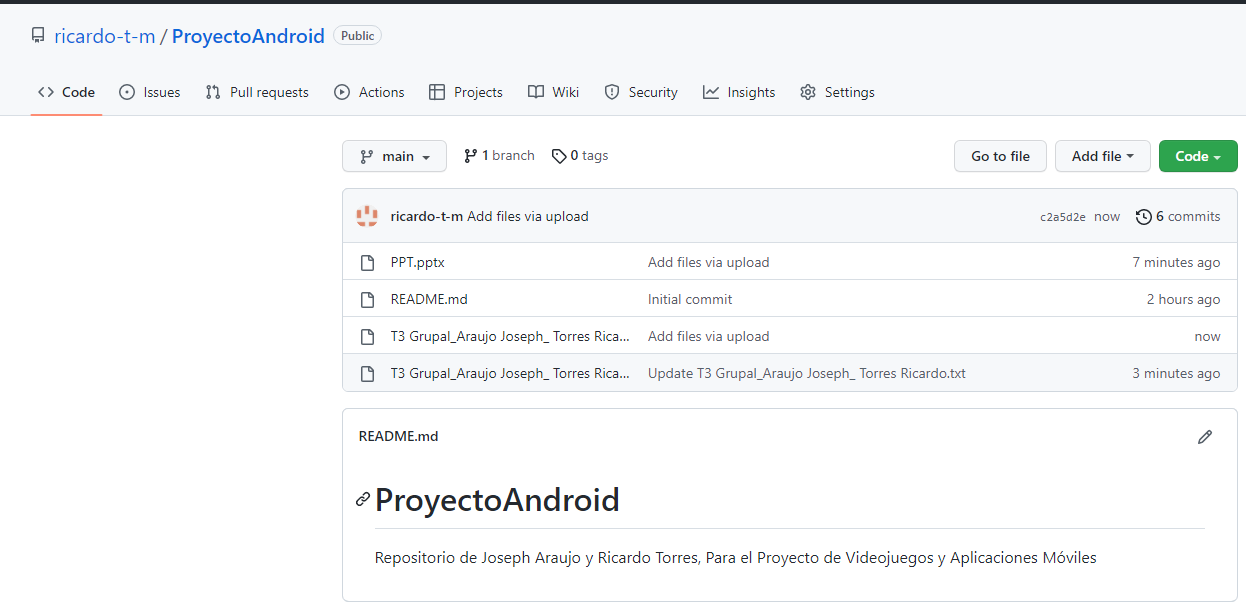 ricardo-t-m / ProyectoAndroid Public
Code Issues Pull requests Actions Projects Wiki Security Insights Settings
main 1 branch 0 tags Go to file Add file Code
ricardo-t-m Add files via upload c2a5d2e now 6 commits
PPT.pptx Add files via upload 7 minutes ago
README.md Initial commit 2 hours ago
T3 Grupal_Araujo Joseph_ Torres Rica... Add files via upload now
T3 Grupal_Araujo Joseph_ Torres Rica... Update T3 Grupal_Araujo Joseph_ Torres Ricardo.txt 3 minutes ago
README.md
ProyectoAndroid
Repositorio de Joseph Araujo y Ricardo Torres, Para el Proyecto de Videojuegos y Aplicaciones Móviles